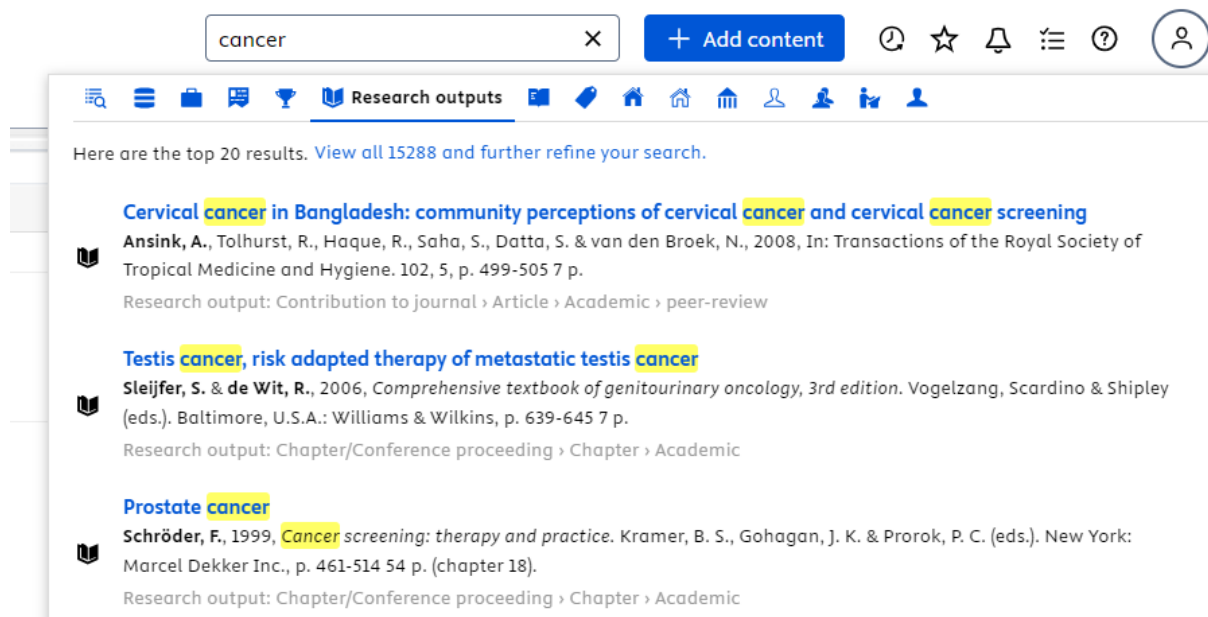 cancer
Add content
Research outputs
Here are the top 20 results. View all 15288 and further refine your search.
Cervical cancer in Bangladesh: community perceptions of cervical cancer and cervical cancer screening
Ansink, A., Tolhurst, R., Haque, R., Saha, S., Datta, S. & van den Broek, N., 2008, In: Transactions of the Royal Society of
Tropical Medicine and Hygiene. 102, 5, p. 499-505 7 p.
Research output: Contribution to journal › Article › Academic › peer-review
Testis cancer, risk adapted therapy of metastatic testis cancer
Sleijfer, S. & de Wit, R., 2006, Comprehensive textbook of genitourinary oncology, 3rd edition. Vogelzang, Scardino & Shipley
(eds.). Baltimore, U.S.A.: Williams & Wilkins, p. 639-645 7 p.
Research output: Chapter/Conference proceeding › Chapter › Academic
Prostate cancer
Schröder, F., 1999, Cancer screening: therapy and practice. Kramer, B. S., Gohagan, J. K. & Prorok, P. C. (eds.). New York:
Marcel Dekker Inc., p. 461-514 54 p. (chapter 18).
Research output: Chapter/Conference proceeding › Chapter › Academic